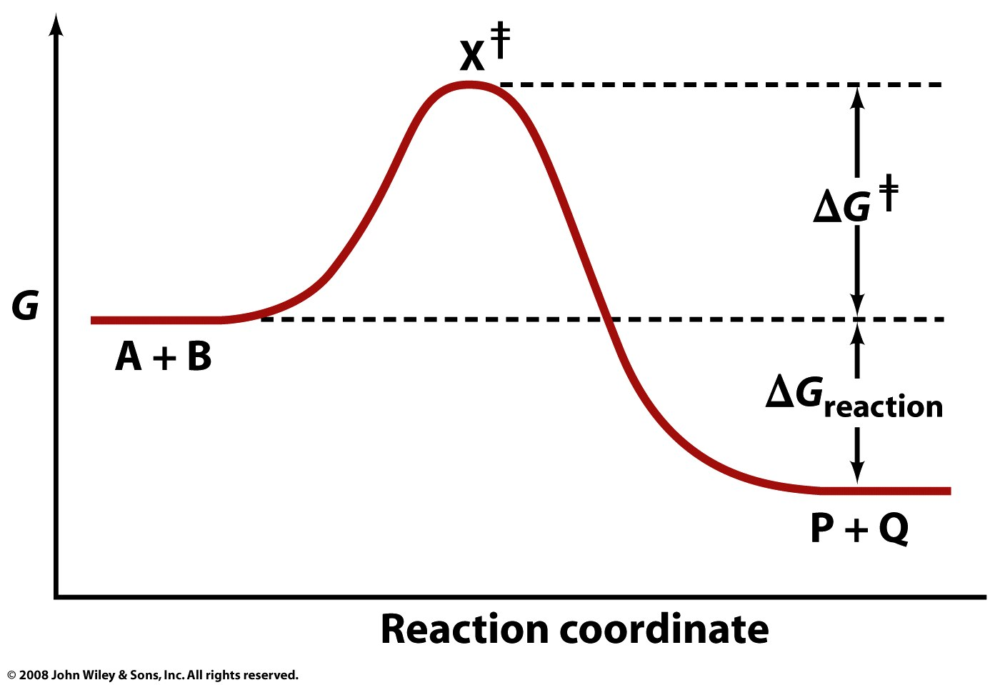 X‡
ΔG‡
G
A + B
ΔGreaction
P + Q
Reaction coordinate
© 2008 John Wiley & Sons, Inc. All rights reserved.